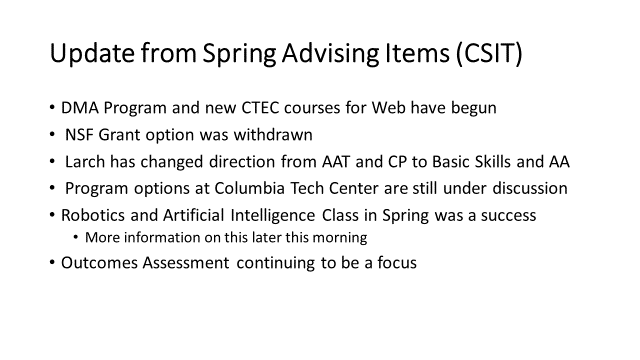 Update from Spring Advising Items (CSIT)
• DMA Program and new CTEC courses for Web have begun
• NSF Grant option was withdrawn
• Larch has changed direction from AAT and CP to Basic Skills and AA
• Program options at Columbia Tech Center are still under discussion
• Robotics and Artificial Intelligence Class in Spring was a success
• More information on this later this morning
• Outcomes Assessment continuing to be a focus